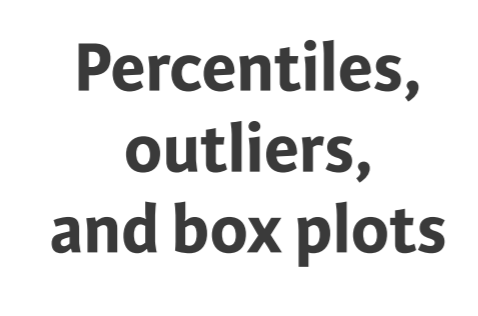 Percentiles,
outliers,
and box plots